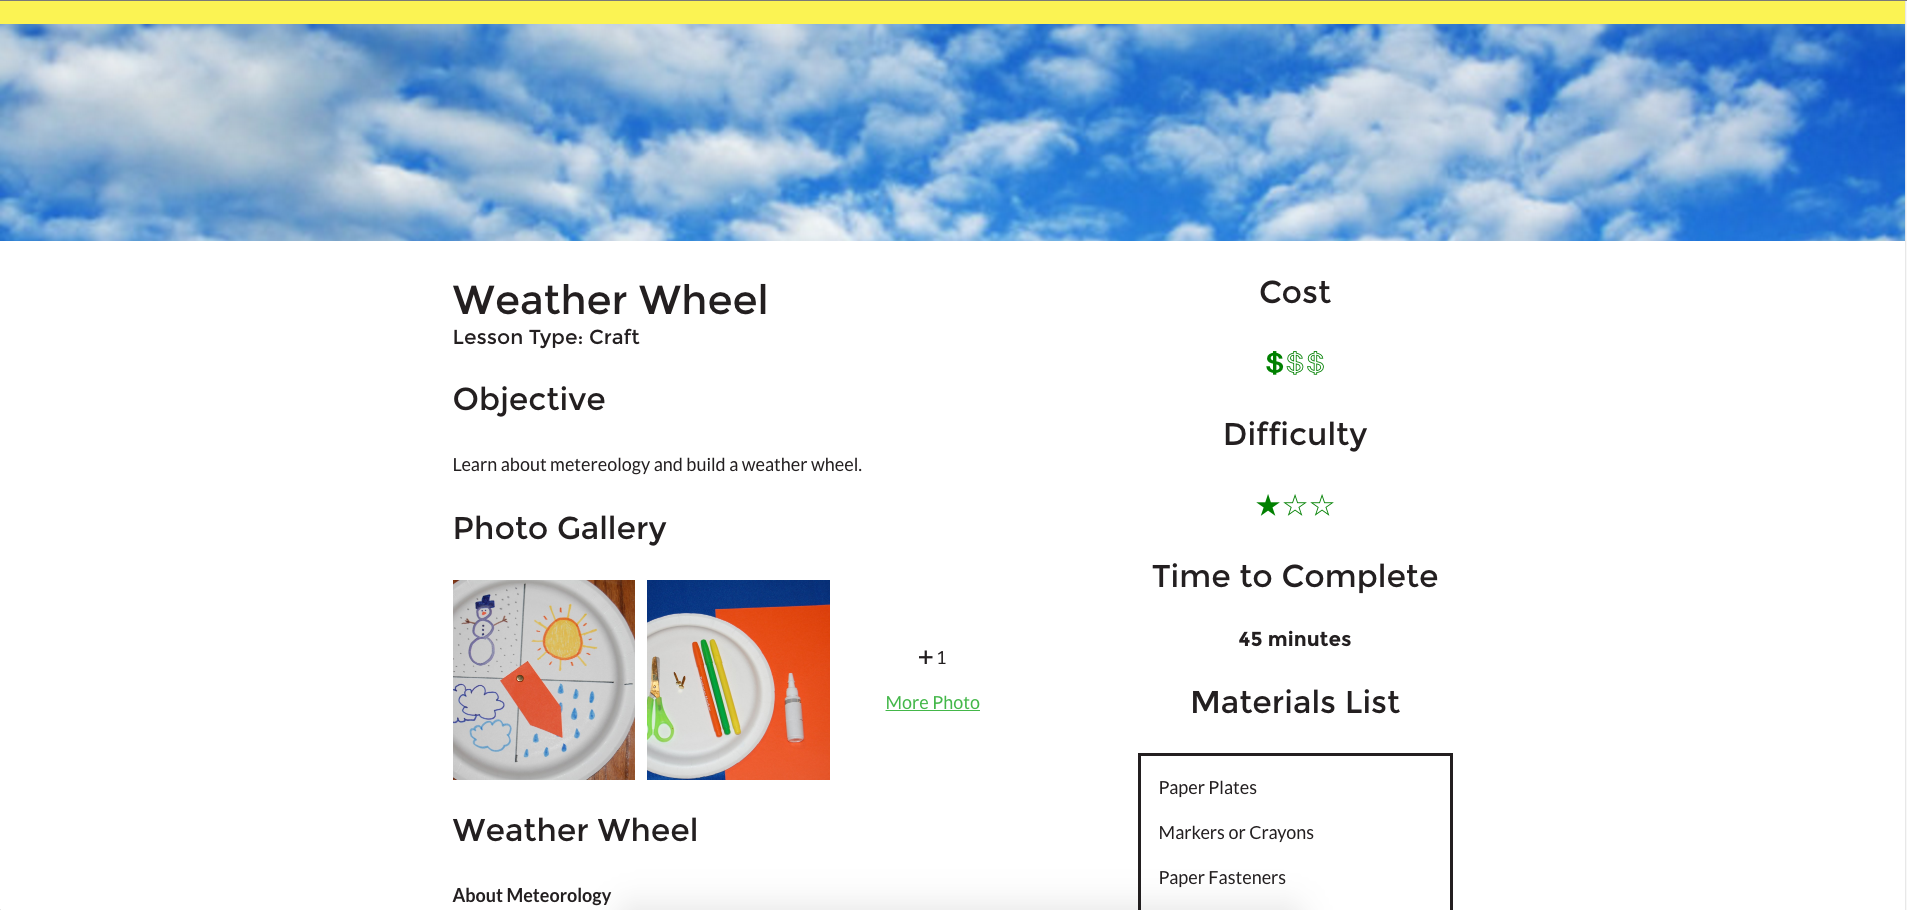 Weather Wheel
Lesson Type: Craft
Objective
Learn about metereology and build a weather wheel.
Photo Gallery
+1
More Photo
Weather Wheel
About Meteorology
Cost
$$$
Difficulty
★☆☆
Time to Complete
45 minutes
Materials List
Paper Plates
Markers or Crayons
Paper Fasteners